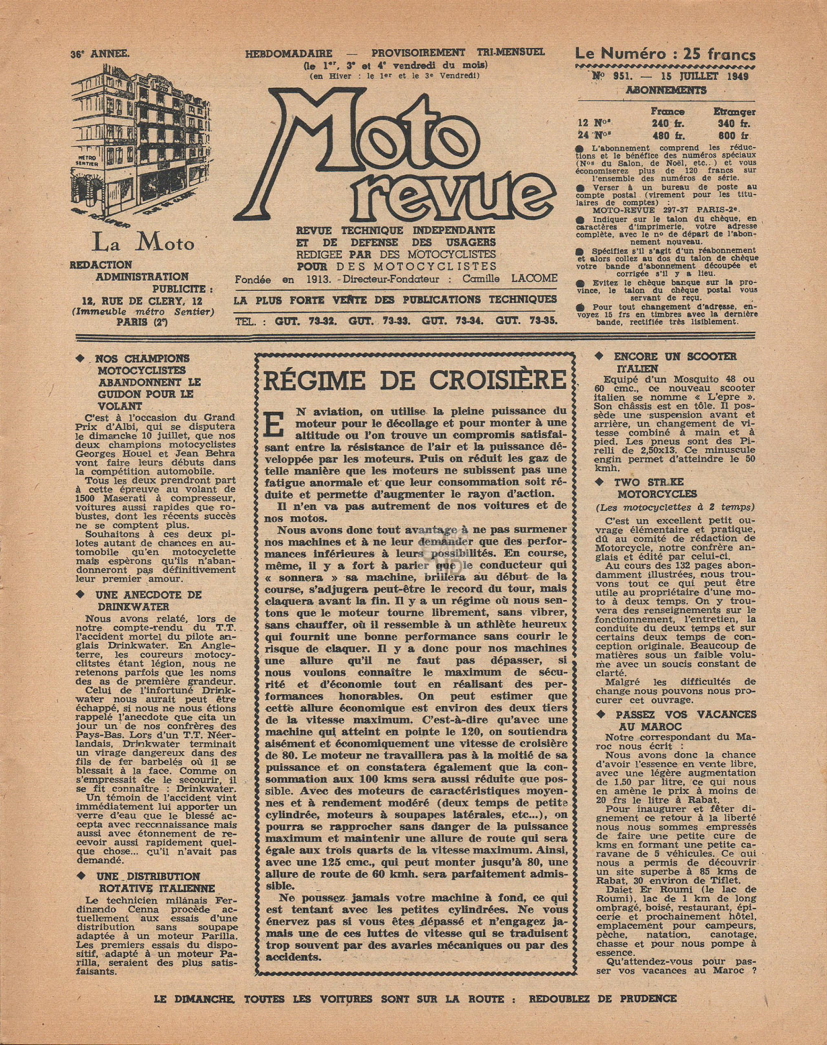 36e ANNEE.
METRO
SENTIER
RUE DE CLERY
La Moto
REDACTION
ADMINISTRATION
PUBLICITE :
12, RUE DE CLERY, 12
(Immeuble métro Sentier)
PARIS (2e)
HEBDOMADAIRE — PROVISOIREMENT TRI-MENSUEL
(le 1er, 3e et 4e vendredi du mois)
(en Hiver : le 1er et le 3e Vendredi)
Moto
revue
REVUE TECHNIQUE INDEPENDANTE
ET DE DEFENSE DES USAGERS
REDIGEE PAR DES MOTOCYCLISTES
POUR DES MOTOCYCLISTES
Fondée en 1913. - Directeur-Fondateur : Camille LACOME
LA PLUS FORTE VENTE DES PUBLICATIONS TECHNIQUES
TEL. : GUT. 73-32. GUT. 73-33. GUT. 73-34. GUT. 73-35.
Le Numéro : 25 francs
No 951. — 15 JUILLET 1949
ABONNEMENTS
France Etranger
12 Nos 240 fr. 340 fr.
24 Nos 480 fr. 600 fr.
● L'abonnement comprend les réduc-
tions et le bénéfice des numéros spéciaux
(Nos du Salon, de Noël, etc..) et vous
économiserez plus de 120 francs sur
l'ensemble des numéros de série.
● Verser à un bureau de poste au
compte postal (virement pour les titu-
laires de comptes) :
MOTO-REVUE 297-37 PARIS-2e.
● Indiquer sur le talon du chèque, en
caractères d'imprimerie, votre adresse
complète, avec le no de départ de l'abon-
nement nouveau.
● Spécifiez s'il s'agit d'un réabonnement
et alors collez au dos du talon de chèque
votre bande d'abonnement découpée et
corrigée s'il y a lieu.
● Evitez le chèque banque sur la pro-
vince, le talon du chèque postal vous
servant de reçu.
● Pour tout changement d'adresse, en-
voyez 15 frs en timbres avec la dernière
bande, rectifiée très lisiblement.
◆ NOS CHAMPIONS
MOTOCYCLISTES
ABANDONNENT LE
GUIDON POUR LE
VOLANT
C'est à l'occasion du Grand
Prix d'Albi, qui se disputera
le dimanche 10 juillet, que nos
deux champions motocyclistes
Georges Houel et Jean Behra
vont faire leurs débuts dans
la compétition automobile.
Tous les deux prendront part
à cette épreuve au volant de
1500 Maserati à compresseur,
voitures aussi rapides que ro-
bustes, dont les récents succès
ne se comptent plus.
Souhaitons à ces deux pi-
lotes autant de chances en au-
tomobile qu'en motocyclette
mais espérons qu'ils n'aban-
donneront pas définitivement
leur premier amour.
◆ UNE ANECDOTE DE
DRINKWATER
Nous avons relaté, lors de
notre compte-rendu du T.T.
l'accident mortel du pilote an-
glais Drinkwater. En Angle-
terre, les coureurs motocy-
clitstes étant légion, nous ne
retenons parfois que les noms
des as de première grandeur.
Celui de l'infortuné Drink-
water nous aurait peut être
échappé, si nous ne nous étions
rappelé l'anecdote que cita un
jour un de nos confrères des
Pays-Bas. Lors d'un T.T. Néer-
landais, Drinkwater terminait
un virage dangereux dans des
fils de fer barbelés où il se
blessait à la face. Comme on
s'empressait de le secourir, il
se fit connaître : Drinkwater.
Un témoin de l'accident vint
immédiatement lui apporter un
verre d'eau que le blessé ac-
cepta avec reconnaissance mais
aussi avec étonnement de re-
cevoir aussi rapidement quel-
que chose... qu'il n'avait pas
demandé.
◆ UNE DISTRIBUTION
ROTATIVE ITALIENNE
Le technicien milanais Fer-
dinando Cenna procède ac-
tuellement aux essais d'une
distribution sans soupape
adaptée à un moteur Parilla.
Les premiers essais du dispo-
sitif, adapté à un moteur Pa-
rilla, seraient des plus satis-
faisants.
RÉGIME DE CROISIÈRE
EN aviation, on utilise la pleine puissance du
moteur pour le décollage et pour monter à une
altitude ou l'on trouve un compromis satisfai-
sant entre la résistance de l'air et la puissance dé-
veloppée par les moteurs. Puis on réduit les gaz de
telle manière que les moteurs ne subissent pas une
fatigue anormale et que leur consommation soit ré-
duite et permette d'augmenter le rayon d'action.
Il n'en va pas autrement de nos voitures et de
nos motos.
Nous avons donc tout avantage à ne pas surmener
nos machines et à ne leur demander que des perfor-
mances inférieures à leurs possibilités. En course,
même, il y a fort à parier que le conducteur qui
« sonnera » sa machine, brillera au début de la
course, s'adjugera peut-être le record du tour, mais
claquera avant la fin. Il y a un régime où nous sen-
tons que le moteur tourne librement, sans vibrer,
sans chauffer, où il ressemble à un athlète heureux
qui fournit une bonne performance sans courir le
risque de claquer. Il y a donc pour nos machines
une allure qu'il ne faut pas dépasser, si
nous voulons connaître le maximum de sécu-
rité et d'économie tout en réalisant des per-
formances honorables. On peut estimer que
cette allure économique est environ des deux tiers
de la vitesse maximum. C'est-à-dire qu'avec une
machine qui atteint en pointe le 120, on soutiendra
aisément et économiquement une vitesse de croisière
de 80. Le moteur ne travaillera pas à la moitié de sa
puissance et on constatera également que la con-
sommation aux 100 kms sera aussi réduite que pos-
sible. Avec des moteurs de caractéristiques moyen-
nes et à rendement modéré (deux temps de petite
cylindrée, moteurs à soupapes latérales, etc...), on
pourra se rapprocher sans danger de la puissance
maximum et maintenir une allure de route qui sera
égale aux trois quarts de la vitesse maximum. Ainsi,
avec une 125 cmc., qui peut monter jusqu'à 80, une
allure de route de 60 kmh. sera parfaitement admis-
sible.
Ne poussez jamais votre machine à fond, ce qui
est tentant avec les petites cylindrées. Ne vous
énervez pas si vous êtes dépassé et n'engagez ja-
mais une de ces luttes de vitesse qui se traduisent
trop souvent par des avaries mécaniques ou par des
accidents.
◆ ENCORE UN SCOOTER
ITALIEN
Equipé d'un Mosquito 48 ou
60 cmc., ce nouveau scooter
italien se nomme « L'epre ».
Son châssis est en tôle. Il pos-
sède une suspension avant et
arrière, un changement de vi-
tesse combiné à main et à
pied. Les pneus sont des Pi-
relli de 2,50x13. Ce minuscule
engin permet d'atteindre le 50
kmh.
◆ TWO STR.KE
MOTORCYCLES
(Les motocylettes à 2 temps)
C'est un excellent petit ou-
vrage élémentaire et pratique,
dû au comité de rédaction de
Motorcycle, notre confrère an-
glais et édité par celui-ci.
Au cours des 132 pages abon-
damment illustrées, nous trou-
vons tout ce qui peut être
utile au propriétaire d'une mo-
to à deux temps. On y trou-
vera des renseignements sur le
fonctionnement, l'entretien, la
conduite du deux temps et sur
certains deux temps de con-
ception originale. Beaucoup de
matières sous un faible volu-
me avec un soucis constant de
clarté.
Malgré les difficultés de
change nous pouvons nous pro-
curer cet ouvrage.
◆ PASSEZ VOS VACANCES
AU MAROC
Notre correspondant du Ma-
roc nous écrit :
Nous avons donc la chance
d'avoir l'essence en vente libre,
avec une légère augmentation
de 1.50 par litre, ce qui nous
en amène le prix à moins de
20 frs le litre à Rabat.
Pour inaugurer et fêter di-
gnement ce retour à la liberté
nous nous sommes empressés
de faire une petite cure de
kms en formant une petite ca-
ravane de 5 véhicules. Ce qui
nous a permis de découvrir
un site superbe à 85 kms de
Rabat, 30 environ de Tiflet.
Daiet Er Roumi (le lac de
Roumi), lac de 1 km de long
ombragé, boisé, restaurant, épi-
cerie et prochainement hôtel,
emplacement pour campeurs,
pêche, natation, canotage,
chasse et pour nous pompe à
essence.
Qu'attendez-vous pour pas-
ser vos vacances au Maroc ?
LE DIMANCHE, TOUTES LES VOITURES SONT SUR LA ROUTE : REDOUBLEZ DE PRUDENCE